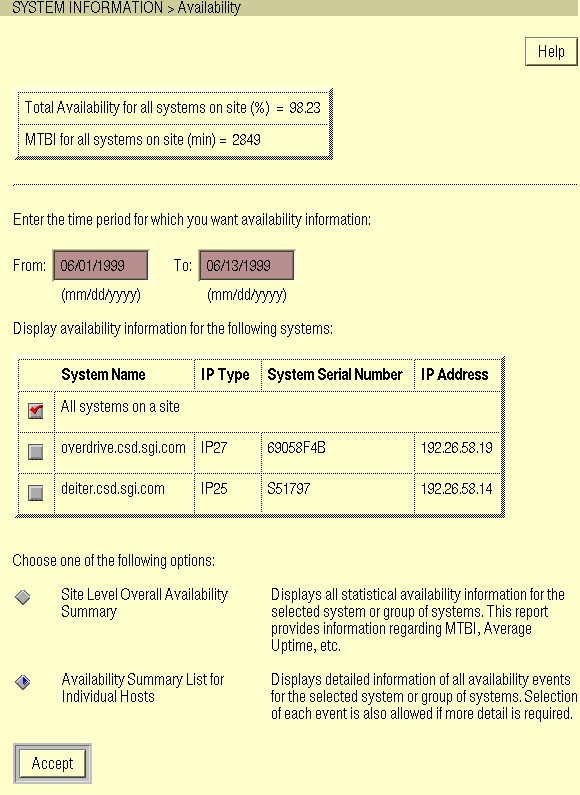 SYSTEM INFORMATION > Availability
Help
Total Availability for all systems on site (%) = 98.23
MTBI for all systems on site (min) = 2849
Enter the time period for which you want availability information:
From: 06/01/1999 To: 06/13/1999
(mm/dd/yyyy) (mm/dd/yyyy)
Display availability information for the following systems:
System Name IP Type System Serial Number IP Address
All systems on a site
overdrive.csd.sgi.com IP27 69058F4B 192.26.58.19
deiter.csd.sgi.com IP25 S51797 192.26.58.14
Choose one of the following options:
Site Level Overall Availability Summary
Displays all statistical availability information for the
selected system or group of systems. This report
provides information regarding MTBI, Average
Uptime, etc.
Availability Summary List for
Individual Hosts
Displays detailed information of all availability events
for the selected system or group of systems. Selection
of each event is also allowed if more detail is required.
Accept